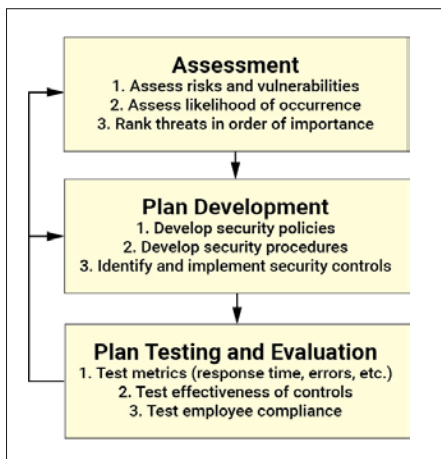 Assessment
1. Assess risks and vulnerabilities
2. Assess likelihood of occurrence
3. Rank threats in order of importance
Plan Development
1. Develop security policies
2. Develop security procedures
3. Identify and implement security controls
Plan Testing and Evaluation
1. Test metrics (response time, errors, etc.)
2. Test effectiveness of controls
3. Test employee compliance